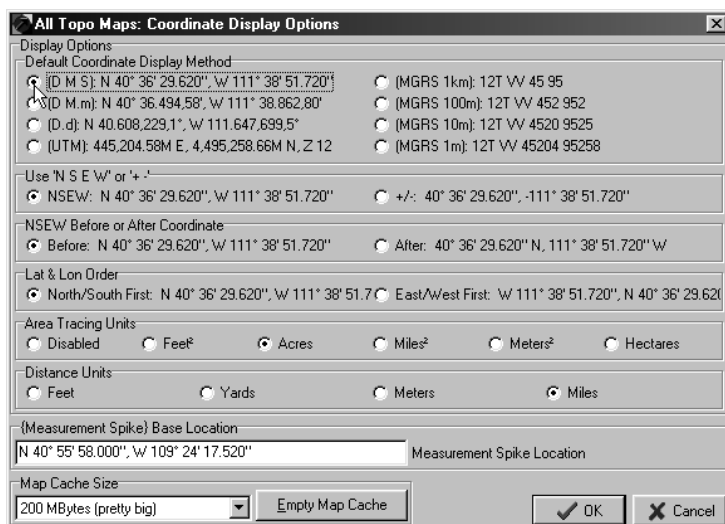 All Topo Maps: Coordinate Display Options
Display Options
Default Coordinate Display Method
(D M S): N 40° 36' 29.620", W 111° 38' 51.720"
(MGRS 1km): 12T VV 45 95
(D M.m): N 40° 36.494,58', W 111° 38.862,80'
(MGRS 100m): 12T VV 452 952
(D.d): N 40.608,229,1°, W 111.647,699,5°
(MGRS 10m): 12T VV 4520 9525
(UTM): 445,204.58M E, 4,495,258.66M N, Z 12
(MGRS 1m): 12T VV 45204 95258
Use 'N S E W' or '+ -'
NSEW: N 40° 36' 29.620", W 111° 38' 51.720"
+/-: 40° 36' 29.620", -111° 38' 51.720"
NSEW Before or After Coordinate
Before: N 40° 36' 29.620", W 111° 38' 51.720"
After: 40° 36' 29.620" N, 111° 38' 51.720" W
Lat & Lon Order
North/South First: N 40° 36' 29.620", W 111° 38' 51.7
East/West First: W 111° 38' 51.720", N 40° 36' 29.620
Area Tracing Units
Disabled
Feet²
Acres
Miles²
Meters²
Hectares
Distance Units
Feet
Yards
Meters
Miles
{Measurement Spike} Base Location
N 40° 55' 58.000", W 109° 24' 17.520"
Measurement Spike Location
Map Cache Size
200 MBytes (pretty big)
Empty Map Cache
OK
Cancel